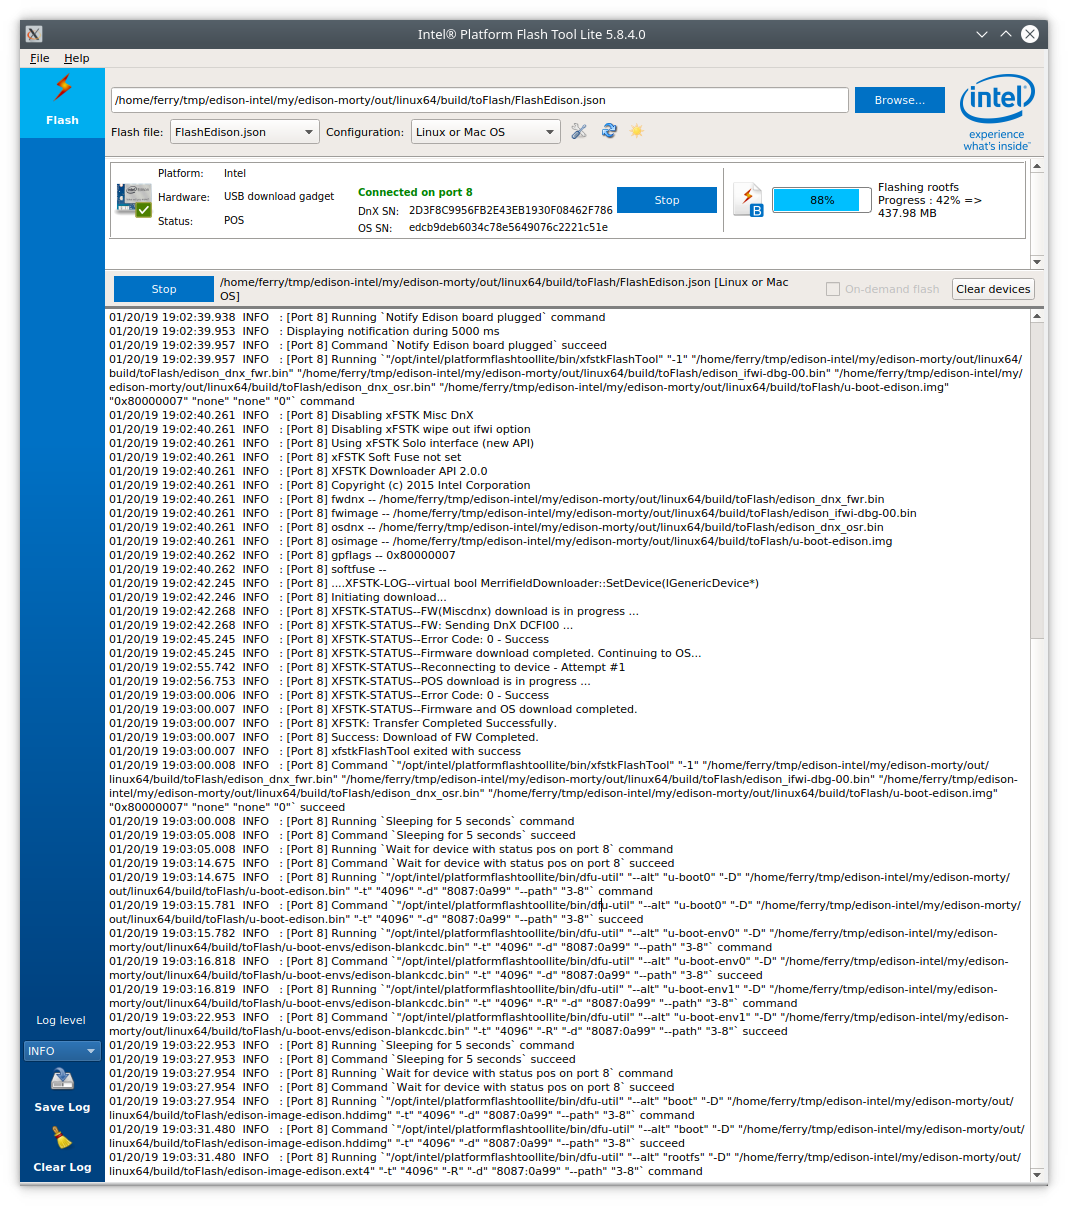 Intel® Platform Flash Tool Lite 5.8.4.0
File Help
Flash
/home/ferry/tmp/edison-intel/my/edison-morty/out/linux64/build/toFlash/FlashEdison.json
Browse...
Flash file: FlashEdison.json Configuration: Linux or Mac OS
intel
experience
what's inside™
Platform: Intel
Hardware: USB download gadget
Status: POS
Connected on port 8
DnX SN: 2D3F8C9956FB2E43EB1930F08462F786
OS SN: edcb9deb6034c78e5649076c2221c51e
Stop
88%
Flashing rootfs
Progress : 42% =>
437.98 MB
Stop
/home/ferry/tmp/edison-intel/my/edison-morty/out/linux64/build/toFlash/FlashEdison.json [Linux or Mac
OS]
On-demand flash
Clear devices
01/20/19 19:02:39.938 INFO : [Port 8] Running `Notify Edison board plugged` command
01/20/19 19:02:39.953 INFO : Displaying notification during 5000 ms
01/20/19 19:02:39.957 INFO : [Port 8] Command `Notify Edison board plugged` succeed
01/20/19 19:02:39.957 INFO : [Port 8] Running `"/opt/intel/platformflashtoollite/bin/xfstkFlashTool" "-1" "/home/ferry/tmp/edison-intel/my/edison-morty/out/linux64/
build/toFlash/edison_dnx_fwr.bin" "/home/ferry/tmp/edison-intel/my/edison-morty/out/linux64/build/toFlash/edison_ifwi-dbg-00.bin" "/home/ferry/tmp/edison-intel/my/
edison-morty/out/linux64/build/toFlash/edison_dnx_osr.bin" "/home/ferry/tmp/edison-intel/my/edison-morty/out/linux64/build/toFlash/u-boot-edison.img"
"0x80000007" "none" "none" "0"` command
01/20/19 19:02:40.261 INFO : [Port 8] Disabling xFSTK Misc DnX
01/20/19 19:02:40.261 INFO : [Port 8] Disabling xFSTK wipe out ifwi option
01/20/19 19:02:40.261 INFO : [Port 8] Using xFSTK Solo interface (new API)
01/20/19 19:02:40.261 INFO : [Port 8] xFSTK Soft Fuse not set
01/20/19 19:02:40.261 INFO : [Port 8] XFSTK Downloader API 2.0.0
01/20/19 19:02:40.261 INFO : [Port 8] Copyright (c) 2015 Intel Corporation
01/20/19 19:02:40.261 INFO : [Port 8] fwdnx -- /home/ferry/tmp/edison-intel/my/edison-morty/out/linux64/build/toFlash/edison_dnx_fwr.bin
01/20/19 19:02:40.261 INFO : [Port 8] fwimage -- /home/ferry/tmp/edison-intel/my/edison-morty/out/linux64/build/toFlash/edison_ifwi-dbg-00.bin
01/20/19 19:02:40.261 INFO : [Port 8] osdnx -- /home/ferry/tmp/edison-intel/my/edison-morty/out/linux64/build/toFlash/edison_dnx_osr.bin
01/20/19 19:02:40.261 INFO : [Port 8] osimage -- /home/ferry/tmp/edison-intel/my/edison-morty/out/linux64/build/toFlash/u-boot-edison.img
01/20/19 19:02:40.262 INFO : [Port 8] gpflags -- 0x80000007
01/20/19 19:02:40.262 INFO : [Port 8] softfuse --
01/20/19 19:02:42.245 INFO : [Port 8] ....XFSTK-LOG--virtual bool MerrifieldDownloader::SetDevice(IGenericDevice*)
01/20/19 19:02:42.246 INFO : [Port 8] Initiating download...
01/20/19 19:02:42.268 INFO : [Port 8] XFSTK-STATUS--FW(Miscdnx) download is in progress ...
01/20/19 19:02:42.268 INFO : [Port 8] XFSTK-STATUS--FW: Sending DnX DCFI00 ...
01/20/19 19:02:45.245 INFO : [Port 8] XFSTK-STATUS--Error Code: 0 - Success
01/20/19 19:02:45.245 INFO : [Port 8] XFSTK-STATUS--Firmware download completed. Continuing to OS...
01/20/19 19:02:55.742 INFO : [Port 8] XFSTK-STATUS--Reconnecting to device - Attempt #1
01/20/19 19:02:56.753 INFO : [Port 8] XFSTK-STATUS--POS download is in progress ...
01/20/19 19:03:00.006 INFO : [Port 8] XFSTK-STATUS--Error Code: 0 - Success
01/20/19 19:03:00.007 INFO : [Port 8] XFSTK-STATUS--Firmware and OS download completed.
01/20/19 19:03:00.007 INFO : [Port 8] XFSTK: Transfer Completed Successfully.
01/20/19 19:03:00.007 INFO : [Port 8] Success: Download of FW Completed.
01/20/19 19:03:00.007 INFO : [Port 8] xfstkFlashTool exited with success
01/20/19 19:03:00.008 INFO : [Port 8] Command `"/opt/intel/platformflashtoollite/bin/xfstkFlashTool" "-1" "/home/ferry/tmp/edison-intel/my/edison-morty/out/
linux64/build/toFlash/edison_dnx_fwr.bin" "/home/ferry/tmp/edison-intel/my/edison-morty/out/linux64/build/toFlash/edison_ifwi-dbg-00.bin" "/home/ferry/tmp/edison-
intel/my/edison-morty/out/linux64/build/toFlash/edison_dnx_osr.bin" "/home/ferry/tmp/edison-intel/my/edison-morty/out/linux64/build/toFlash/u-boot-edison.img"
"0x80000007" "none" "none" "0"` succeed
01/20/19 19:03:00.008 INFO : [Port 8] Running `Sleeping for 5 seconds` command
01/20/19 19:03:05.008 INFO : [Port 8] Command `Sleeping for 5 seconds` succeed
01/20/19 19:03:05.008 INFO : [Port 8] Running `Wait for device with status pos on port 8` command
01/20/19 19:03:14.675 INFO : [Port 8] Command `Wait for device with status pos on port 8` succeed
01/20/19 19:03:14.675 INFO : [Port 8] Running `"/opt/intel/platformflashtoollite/bin/dfu-util" "--alt" "u-boot0" "-D" "/home/ferry/tmp/edison-intel/my/edison-morty/
out/linux64/build/toFlash/u-boot-edison.bin" "-t" "4096" "-d" "8087:0a99" "--path" "3-8"` command
01/20/19 19:03:15.781 INFO : [Port 8] Command `"/opt/intel/platformflashtoollite/bin/dfu-util" "--alt" "u-boot0" "-D" "/home/ferry/tmp/edison-intel/my/edison-morty/
out/linux64/build/toFlash/u-boot-edison.bin" "-t" "4096" "-d" "8087:0a99" "--path" "3-8"` succeed
01/20/19 19:03:15.782 INFO : [Port 8] Running `"/opt/intel/platformflashtoollite/bin/dfu-util" "--alt" "u-boot-env0" "-D" "/home/ferry/tmp/edison-intel/my/edison-
morty/out/linux64/build/toFlash/u-boot-envs/edison-blankcdc.bin" "-t" "4096" "-d" "8087:0a99" "--path" "3-8"` command
01/20/19 19:03:16.818 INFO : [Port 8] Command `"/opt/intel/platformflashtoollite/bin/dfu-util" "--alt" "u-boot-env0" "-D" "/home/ferry/tmp/edison-intel/my/edison-
morty/out/linux64/build/toFlash/u-boot-envs/edison-blankcdc.bin" "-t" "4096" "-d" "8087:0a99" "--path" "3-8"` succeed
01/20/19 19:03:16.819 INFO : [Port 8] Running `"/opt/intel/platformflashtoollite/bin/dfu-util" "--alt" "u-boot-env1" "-D" "/home/ferry/tmp/edison-intel/my/edison-
morty/out/linux64/build/toFlash/u-boot-envs/edison-blankcdc.bin" "-t" "4096" "-R" "-d" "8087:0a99" "--path" "3-8"` command
01/20/19 19:03:22.953 INFO : [Port 8] Command `"/opt/intel/platformflashtoollite/bin/dfu-util" "--alt" "u-boot-env1" "-D" "/home/ferry/tmp/edison-intel/my/edison-
morty/out/linux64/build/toFlash/u-boot-envs/edison-blankcdc.bin" "-t" "4096" "-R" "-d" "8087:0a99" "--path" "3-8"` succeed
01/20/19 19:03:22.953 INFO : [Port 8] Running `Sleeping for 5 seconds` command
01/20/19 19:03:27.953 INFO : [Port 8] Command `Sleeping for 5 seconds` succeed
01/20/19 19:03:27.954 INFO : [Port 8] Running `Wait for device with status pos on port 8` command
01/20/19 19:03:27.954 INFO : [Port 8] Command `Wait for device with status pos on port 8` succeed
01/20/19 19:03:27.954 INFO : [Port 8] Running `"/opt/intel/platformflashtoollite/bin/dfu-util" "--alt" "boot" "-D" "/home/ferry/tmp/edison-intel/my/edison-morty/out/
linux64/build/toFlash/edison-image-edison.hddimg" "-t" "4096" "-d" "8087:0a99" "--path" "3-8"` command
01/20/19 19:03:31.480 INFO : [Port 8] Command `"/opt/intel/platformflashtoollite/bin/dfu-util" "--alt" "boot" "-D" "/home/ferry/tmp/edison-intel/my/edison-morty/out/
linux64/build/toFlash/edison-image-edison.hddimg" "-t" "4096" "-d" "8087:0a99" "--path" "3-8"` succeed
01/20/19 19:03:31.480 INFO : [Port 8] Running `"/opt/intel/platformflashtoollite/bin/dfu-util" "--alt" "rootfs" "-D" "/home/ferry/tmp/edison-intel/my/edison-morty/out/
linux64/build/toFlash/edison-image-edison.ext4" "-t" "4096" "-R" "-d" "8087:0a99" "--path" "3-8"` command
Log level
INFO
Save Log
Clear Log